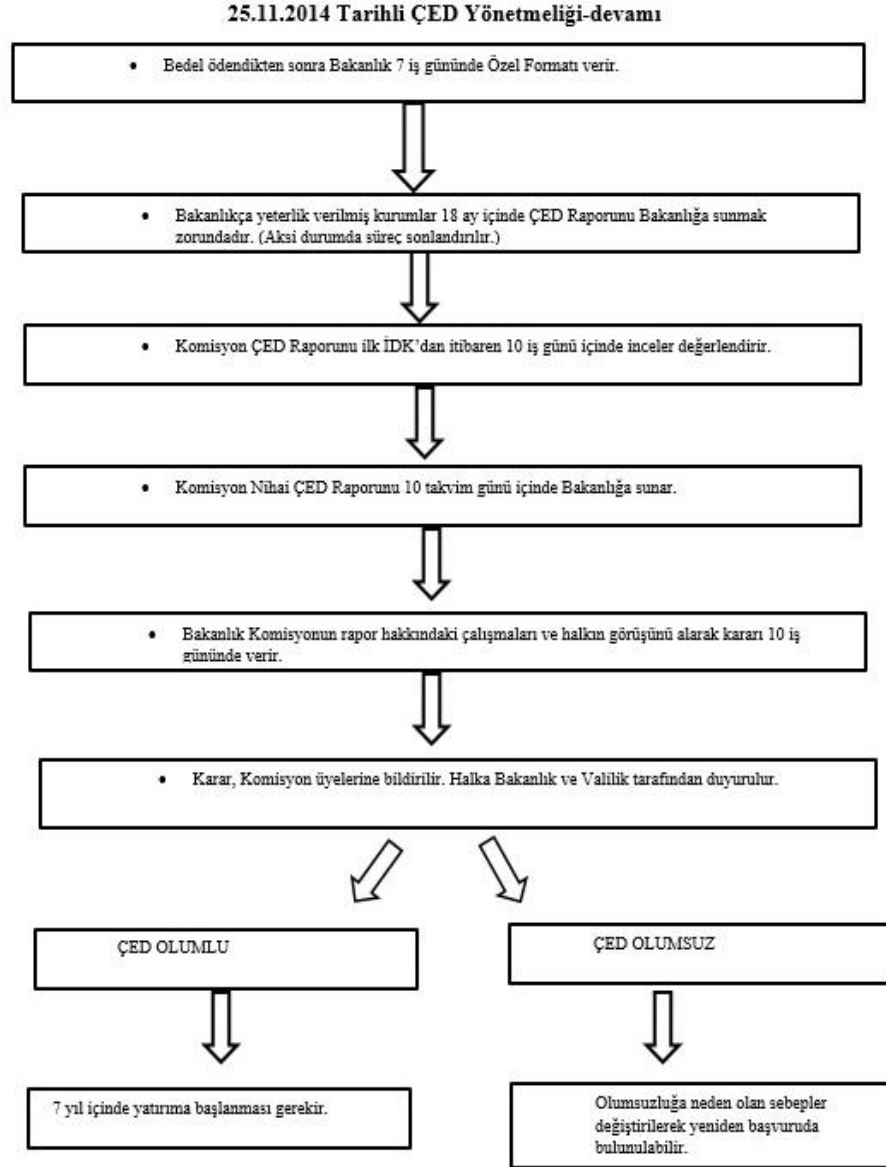 25.11.2014 Tarihli ÇED Yönetmeliği-devamı
• Bedel ödendikten sonra Bakanlık 7 iş gününde Özel Formatı verir.
• Bakanlıkça yeterlik verilmiş kurumlar 18 ay içinde ÇED Raporunu Bakanlığa sunmak
zorundadır. (Aksi durumda süreç sonlandırılır.)
• Komisyon ÇED Raporunu ilk İDK’dan itibaren 10 iş günü içinde inceler değerlendirir.
• Komisyon Nihai ÇED Raporunu 10 takvim günü içinde Bakanlığa sunar.
• Bakanlık Komisyonun rapor hakkındaki çalışmaları ve halkın görüşünü alarak kararı 10 iş
gününde verir.
• Karar, Komisyon üyelerine bildirilir. Halka Bakanlık ve Valilik tarafından duyurulur.
ÇED OLUMLU
ÇED OLUMSUZ
7 yıl içinde yatırıma başlanması gerekir.
Olumsuzluğa neden olan sebepler
değiştirilerek yeniden başvuruda
bulunulabilir.